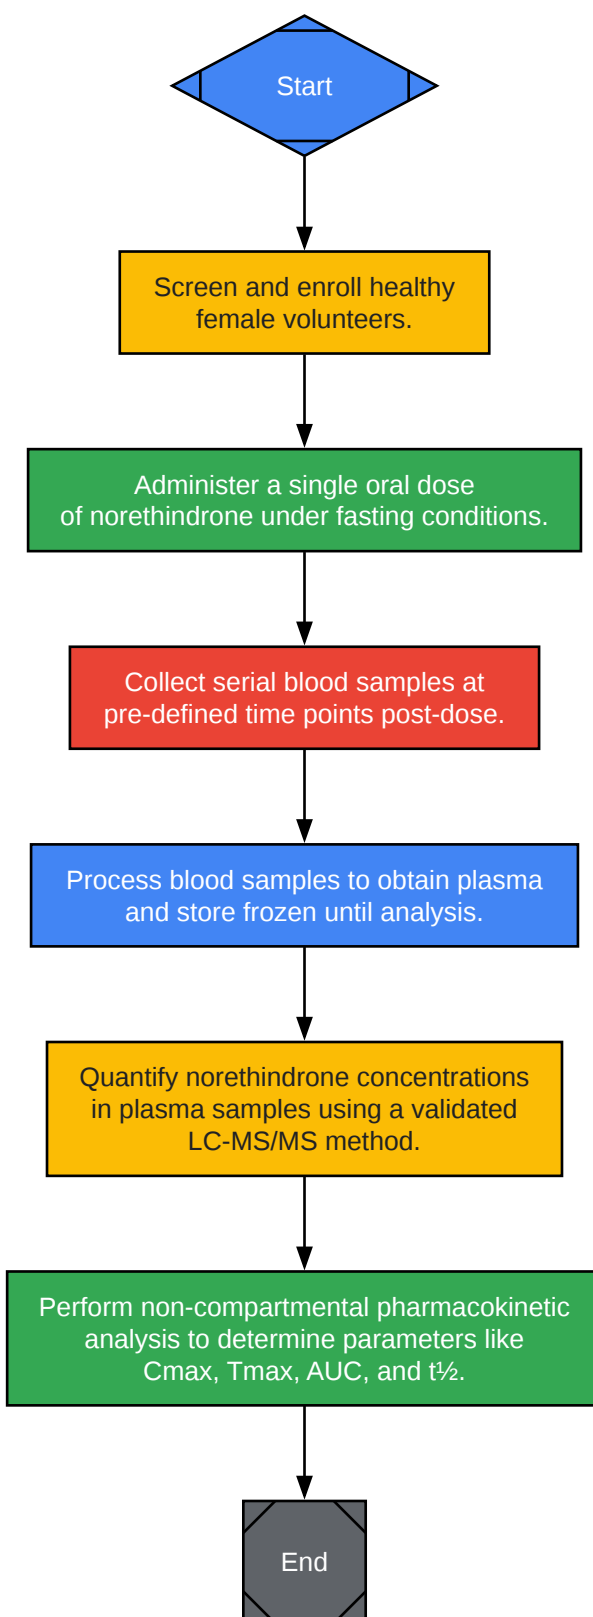 Start
Screen and enroll healthy
female volunteers.
Administer a single oral dose
of norethindrone under fasting conditions.
Collect serial blood samples at
pre-defined time points post-dose.
Process blood samples to obtain plasma
and store frozen until analysis.
Quantify norethindrone concentrations
in plasma samples using a validated
LC-MS/MS method.
Perform non-compartmental pharmacokinetic
analysis to determine parameters like
Cmax, Tmax, AUC, and t½.
End